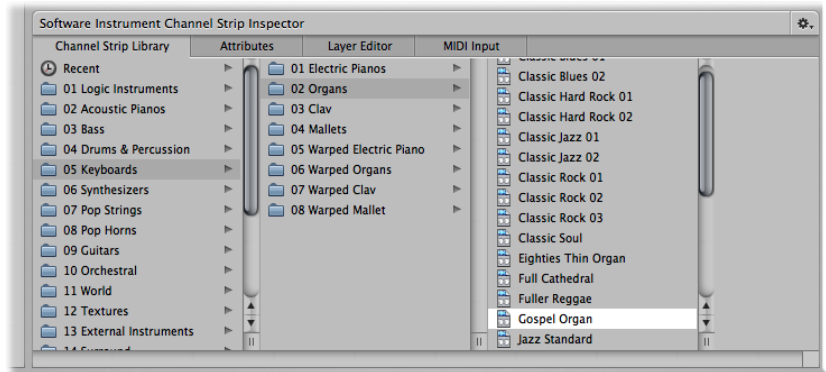 Software Instrument Channel Strip Inspector
Channel Strip Library
Attributes
Layer Editor
MIDI Input
Recent
01 Logic Instruments
02 Acoustic Pianos
03 Bass
04 Drums & Percussion
05 Keyboards
06 Synthesizers
07 Pop Strings
08 Pop Horns
09 Guitars
10 Orchestral
11 World
12 Textures
13 External Instruments
14 Surround
01 Electric Pianos
02 Organs
03 Clav
04 Mallets
05 Warped Electric Piano
06 Warped Organs
07 Warped Clav
08 Warped Mallet
Classic Blues 01
Classic Blues 02
Classic Hard Rock 01
Classic Hard Rock 02
Classic Jazz 01
Classic Jazz 02
Classic Rock 01
Classic Rock 02
Classic Rock 03
Classic Soul
Eighties Thin Organ
Full Cathedral
Fuller Reggae
Gospel Organ
Jazz Standard